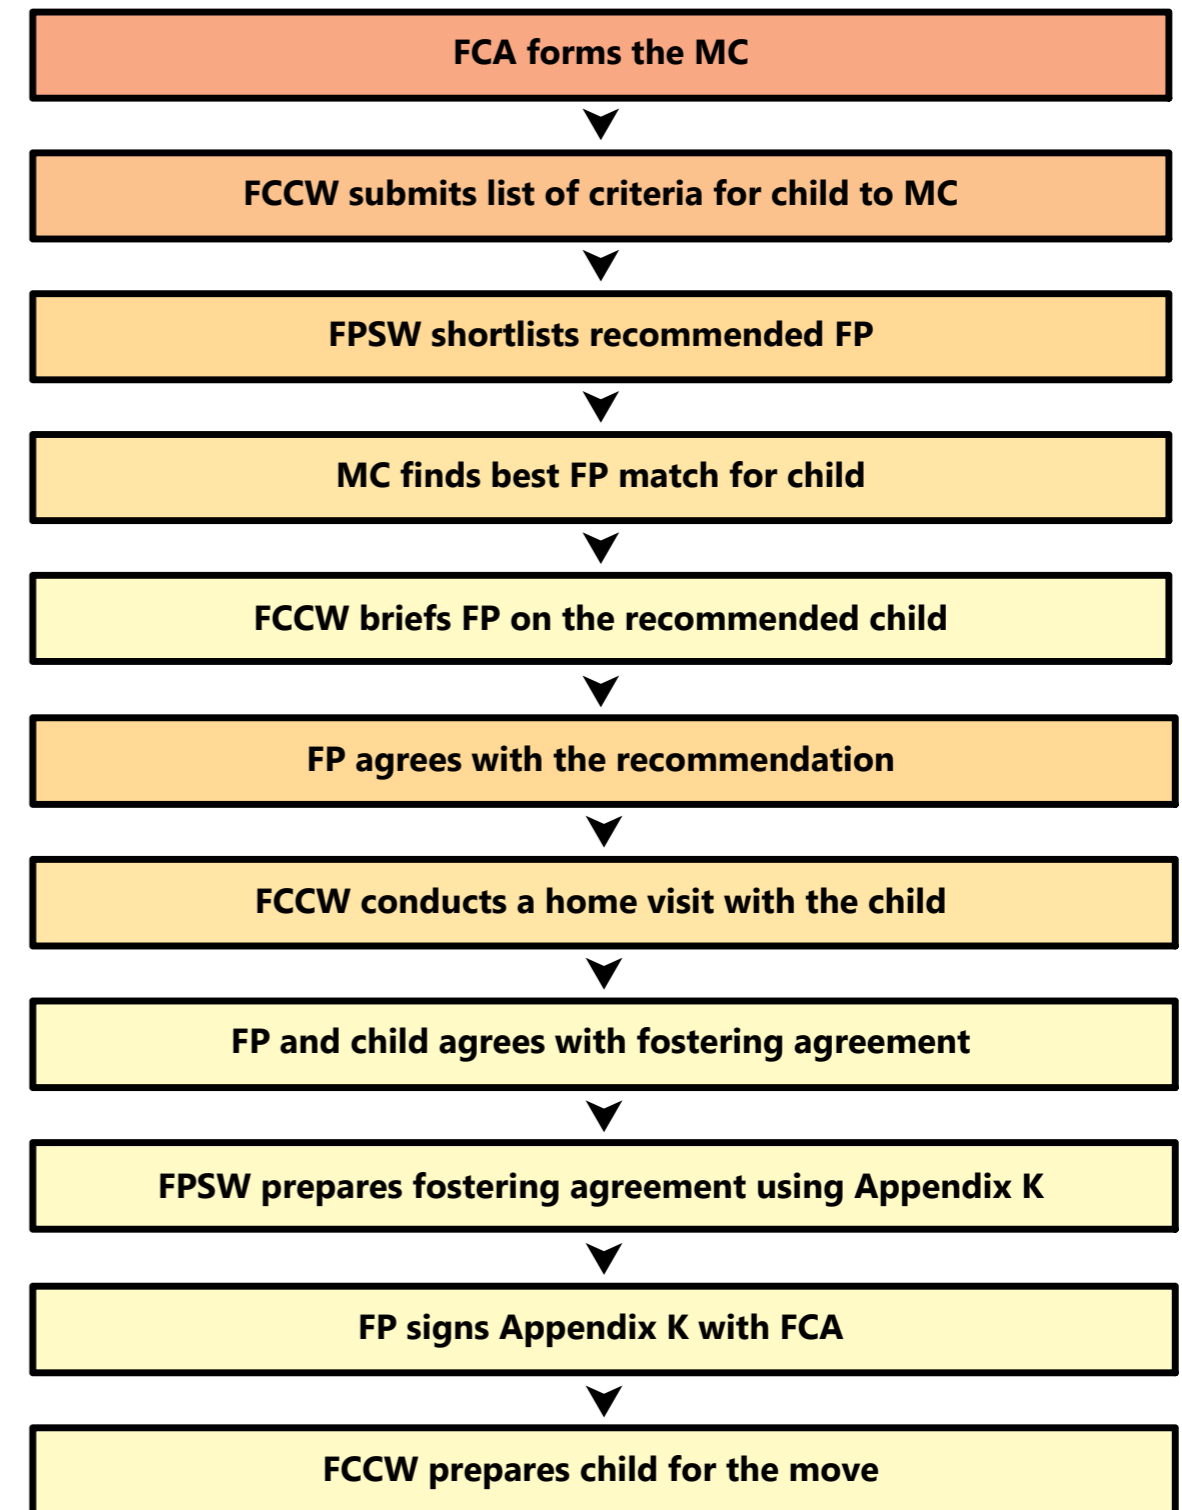 FCA forms the MC
FCCW submits list of criteria for child to MC
FPSW shortlists recommended FP
MC finds best FP match for child
FCCW briefs FP on the recommended child
FP agrees with the recommendation
FCCW conducts a home visit with the child
FP and child agrees with fostering agreement
FPSW prepares fostering agreement using Appendix K
FP signs Appendix K with FCA
FCCW prepares child for the move